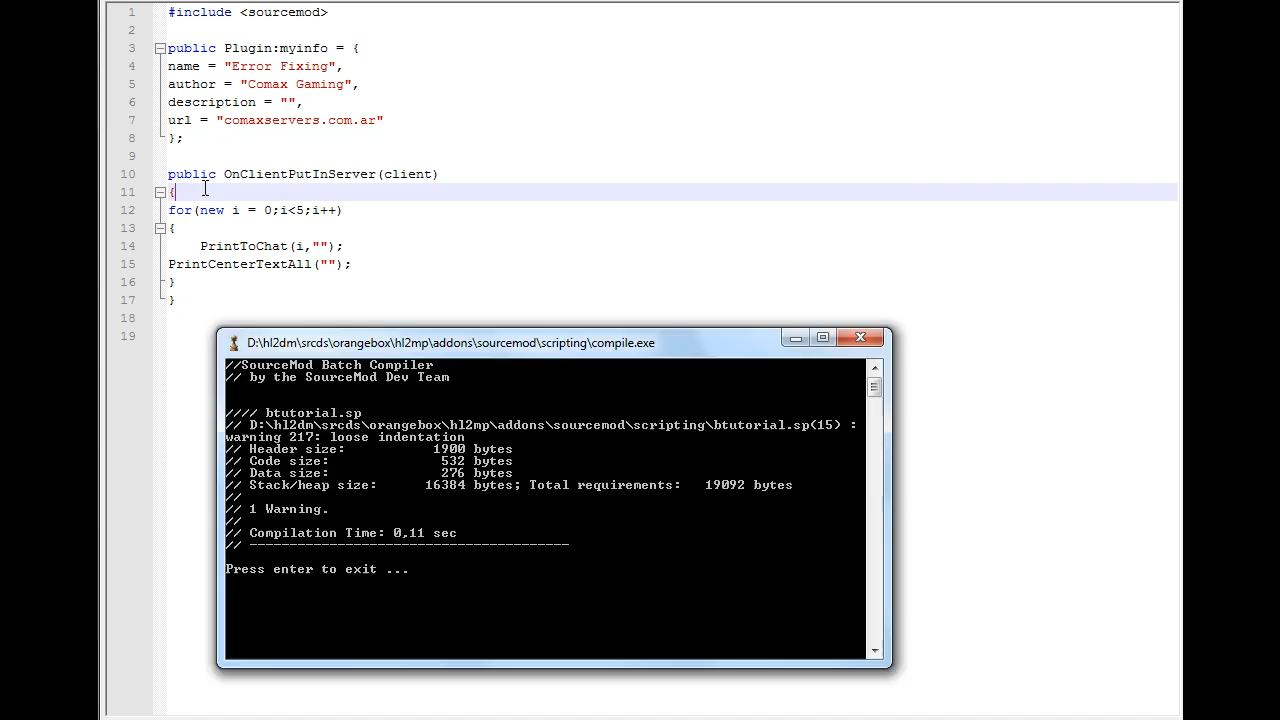 1 #include <sourcemod>
2
3 public Plugin:myinfo = {
4 name = "Error Fixing",
5 author = "Comax Gaming",
6 description = "",
7 url = "comaxservers.com.ar"
8 };
9
10 public OnClientPutInServer(client)
11 {
12 for(new i = 0;i<5;i++)
13 {
14 PrintToChat(i,"");
15 PrintCenterTextAll("");
16 }
17 }
18
19
D:\hl2dm\srcds\orangebox\hl2mp\addons\sourcemod\scripting\compile.exe
//SourceMod Batch Compiler
// by the SourceMod Dev Team
//// btutorial.sp
// D:\hl2dm\srcds\orangebox\hl2mp\addons\sourcemod\scripting\btutorial.sp(15) :
warning 217: loose indentation
// Header size: 1900 bytes
// Code size: 532 bytes
// Data size: 276 bytes
// Stack/heap size: 16384 bytes; Total requirements: 19092 bytes
//
// 1 Warning.
//
// Compilation Time: 0,11 sec
// ----------------------------------------
Press enter to exit ...